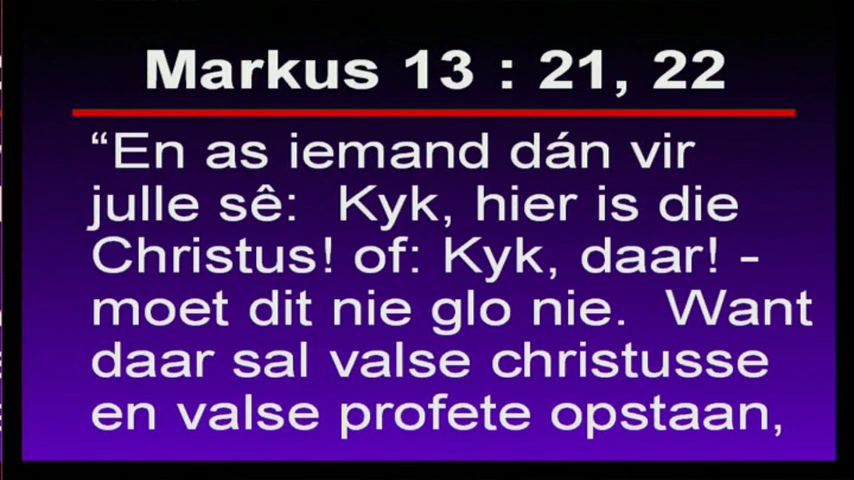 Markus 13 : 21, 22
“En as iemand dán vir
julle sê:  Kyk, hier is die
Christus! of: Kyk, daar! -
moet dit nie glo nie.  Want
daar sal valse christusse
en valse profete opstaan,